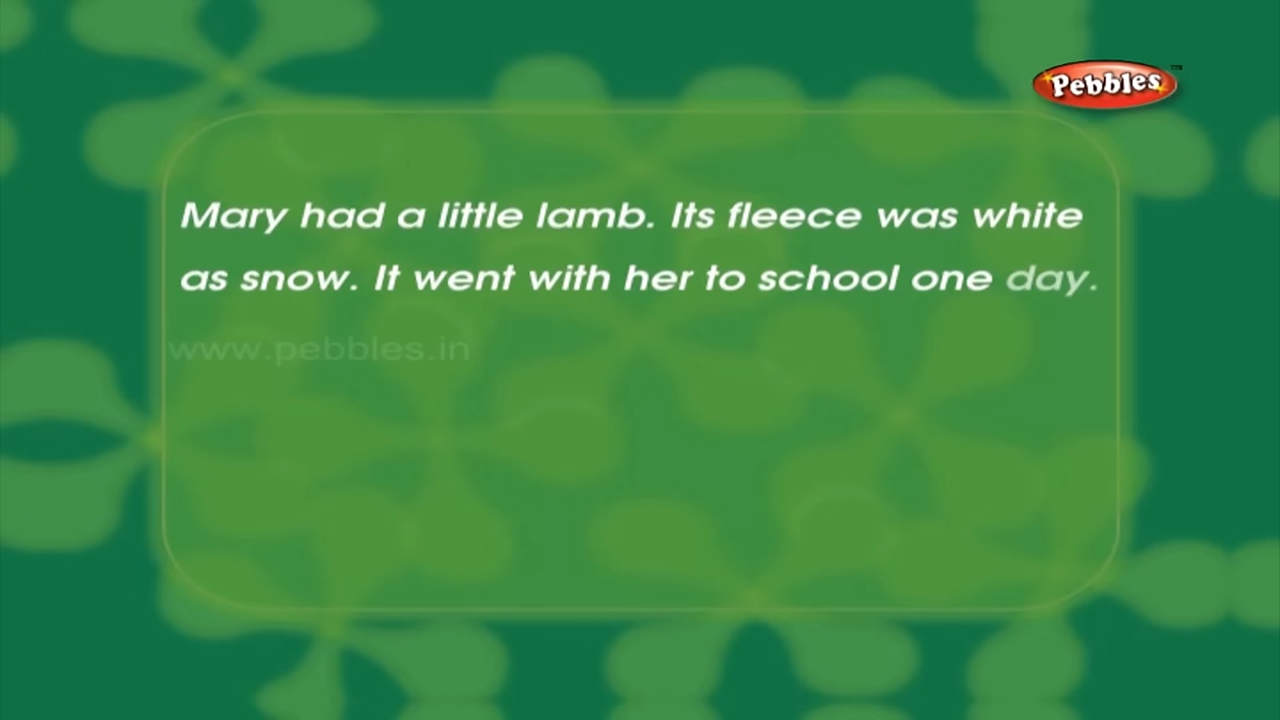 Pebbles™
Mary had a little lamb. Its fleece was white
as snow. It went with her to school one day.
www.pebbles.in